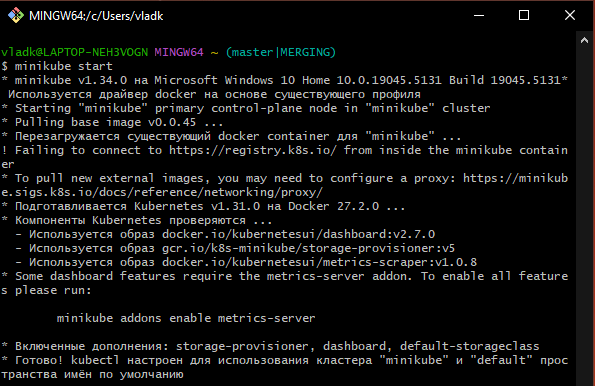 MINGW64:/c/Users/vladk
vladk@LAPTOP-NEH3VOGN MINGW64 ~ (master|MERGING)
$ minikube start
* minikube v1.34.0 на Microsoft Windows 10 Home 10.0.19045.5131 Build 19045.5131*
Используется драйвер docker на основе существующего профиля
* Starting "minikube" primary control-plane node in "minikube" cluster
* Pulling base image v0.0.45 ...
* Перезагружается существующий docker container для "minikube" ...
! Failing to connect to https://registry.k8s.io/ from inside the minikube contain
er
* To pull new external images, you may need to configure a proxy: https://minikub
e.sigs.k8s.io/docs/reference/networking/proxy/
* Подготавливается Kubernetes v1.31.0 на Docker 27.2.0 ...
* Компоненты Kubernetes проверяются ...
- Используется образ docker.io/kubernetesui/dashboard:v2.7.0
- Используется образ gcr.io/k8s-minikube/storage-provisioner:v5
- Используется образ docker.io/kubernetesui/metrics-scraper:v1.0.8
* Some dashboard features require the metrics-server addon. To enable all feature
s please run:
minikube addons enable metrics-server
* Включенные дополнения: storage-provisioner, dashboard, default-storageclass
* Готово! kubectl настроен для использования кластера "minikube" и "default" прос
транства имён по умолчанию